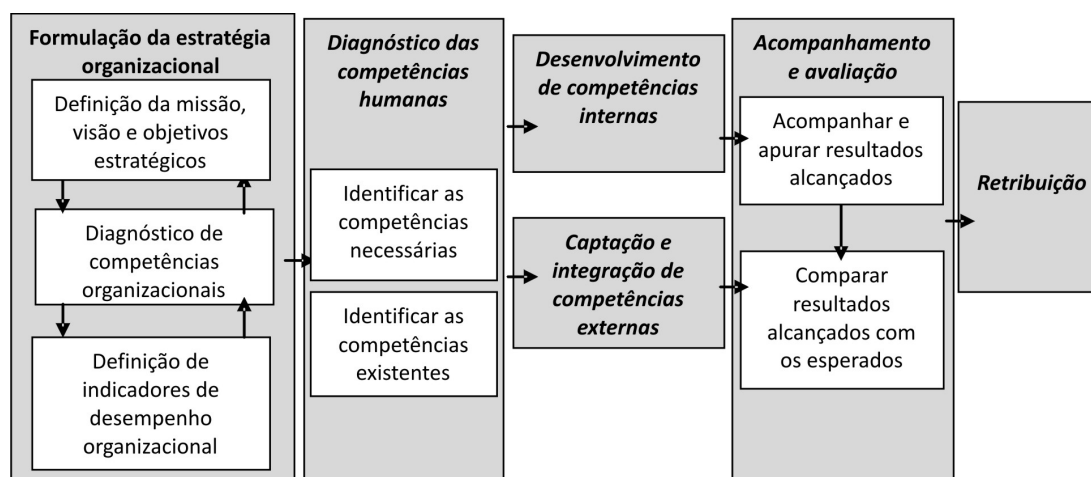 Formulação da estratégia
organizacional
Definição da missão,
visão e objetivos
estratégicos
Diagnóstico de
competências
organizacionais
Definição de
indicadores de
desempenho
organizacional
Diagnóstico das
competências
humanas
Identificar as
competências
necessárias
Identificar as
competências
existentes
Desenvolvimento
de competências
internas
Captação e
integração de
competências
externas
Acompanhamento
e avaliação
Acompanhar e
apurar resultados
alcançados
Comparar
resultados
alcançados com
os esperados
Retribuição